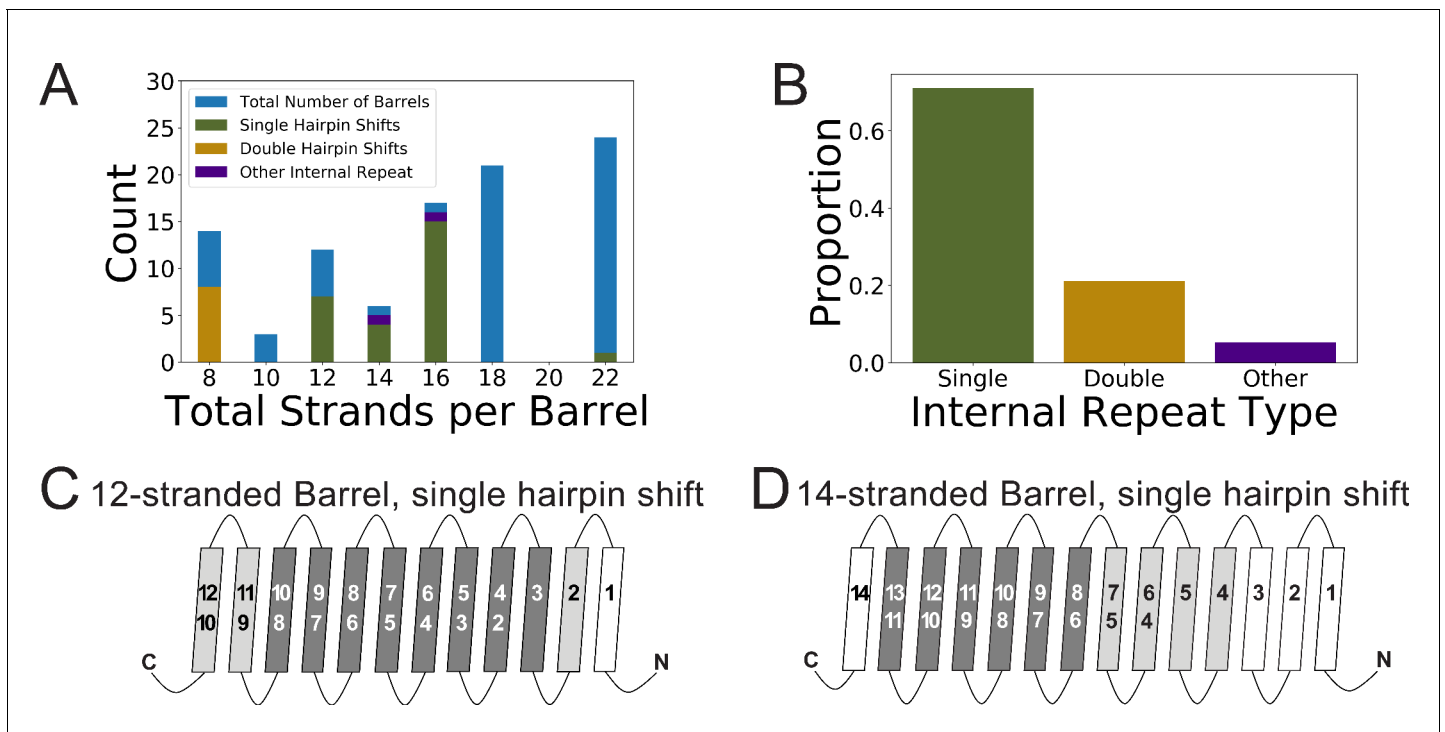 A
30
25
20
15
10
5
0
Count
Total Number of Barrels
Single Hairpin Shifts
Double Hairpin Shifts
Other Internal Repeat
8 10 12 14 16 18 20 22
Total Strands per Barrel
B
0.6
0.4
0.2
0.0
Proportion
Single Double Other
Internal Repeat Type
C 12-stranded Barrel, single hairpin shift
12 11 10 9 8 7 6 5 4 3 2 1
10 9 8 7 6 5 4 3 2
C N
D 14-stranded Barrel, single hairpin shift
14 13 12 11 10 9 8 7 6 5 4 3 2 1
11 10 9 8 7 6 5 4
C N